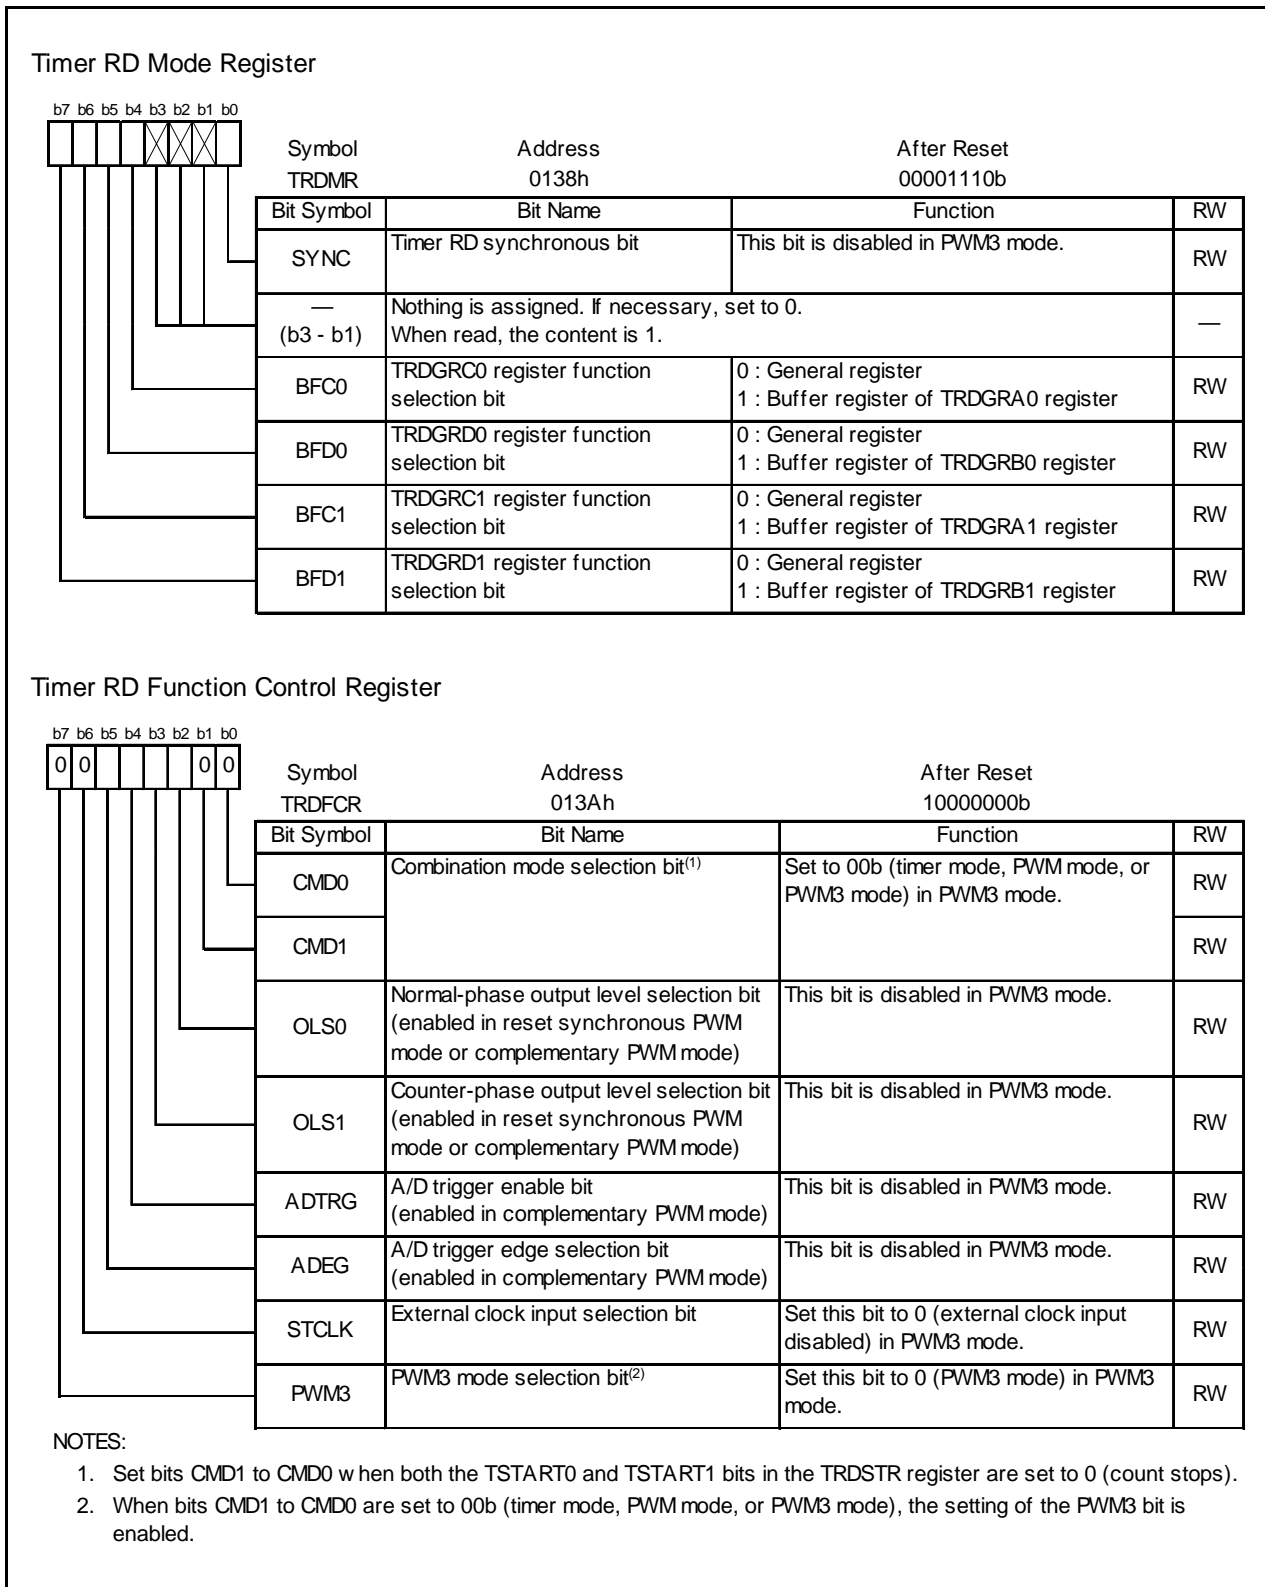 Timer RD Mode Register
b7 b6 b5 b4 b3 b2 b1 b0
Symbol Address After Reset
TRDMR 0138h 00001110b
Bit Symbol Bit Name Function RW
SYNC Timer RD synchronous bit This bit is disabled in PWM3 mode. RW
— (b3 - b1) Nothing is assigned. If necessary, set to 0.
When read, the content is 1. —
BFC0 TRDGRC0 register function selection bit 0 : General register
1 : Buffer register of TRDGRA0 register RW
BFD0 TRDGRD0 register function selection bit 0 : General register
1 : Buffer register of TRDGRB0 register RW
BFC1 TRDGRC1 register function selection bit 0 : General register
1 : Buffer register of TRDGRA1 register RW
BFD1 TRDGRD1 register function selection bit 0 : General register
1 : Buffer register of TRDGRB1 register RW
Timer RD Function Control Register
b7 b6 b5 b4 b3 b2 b1 b0
0 0 0 0
Symbol Address After Reset
TRDFCR 013Ah 10000000b
Bit Symbol Bit Name Function RW
CMD0 Combination mode selection bit(1) Set to 00b (timer mode, PWM mode, or PWM3 mode) in PWM3 mode. RW
CMD1 RW
OLS0 Normal-phase output level selection bit
(enabled in reset synchronous PWM
mode or complementary PWM mode) This bit is disabled in PWM3 mode. RW
OLS1 Counter-phase output level selection bit
(enabled in reset synchronous PWM
mode or complementary PWM mode) This bit is disabled in PWM3 mode. RW
ADTRG A/D trigger enable bit
(enabled in complementary PWM mode) This bit is disabled in PWM3 mode. RW
ADEG A/D trigger edge selection bit
(enabled in complementary PWM mode) This bit is disabled in PWM3 mode. RW
STCLK External clock input selection bit Set this bit to 0 (external clock input disabled) in PWM3 mode. RW
PWM3 PWM3 mode selection bit(2) Set this bit to 0 (PWM3 mode) in PWM3 mode. RW
NOTES:
1. Set bits CMD1 to CMD0 when both the TSTART0 and TSTART1 bits in the TRDSTR register are set to 0 (count stops).
2. When bits CMD1 to CMD0 are set to 00b (timer mode, PWM mode, or PWM3 mode), the setting of the PWM3 bit is
enabled.